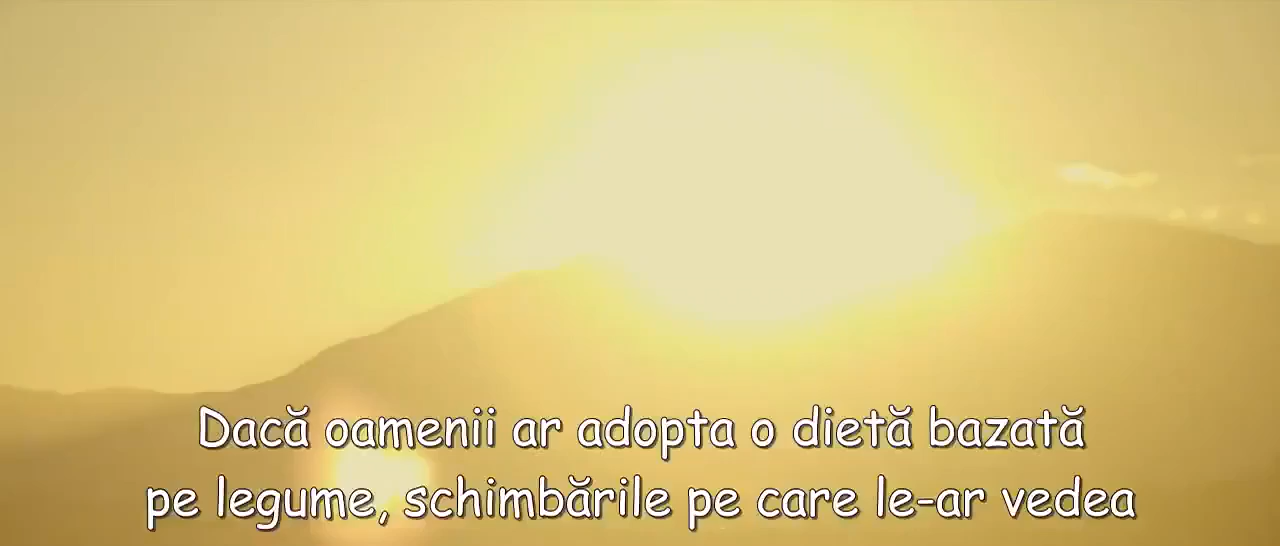 Dacă oamenii ar adopta o dietă bazată
pe legume, schimbările pe care le-ar vedea